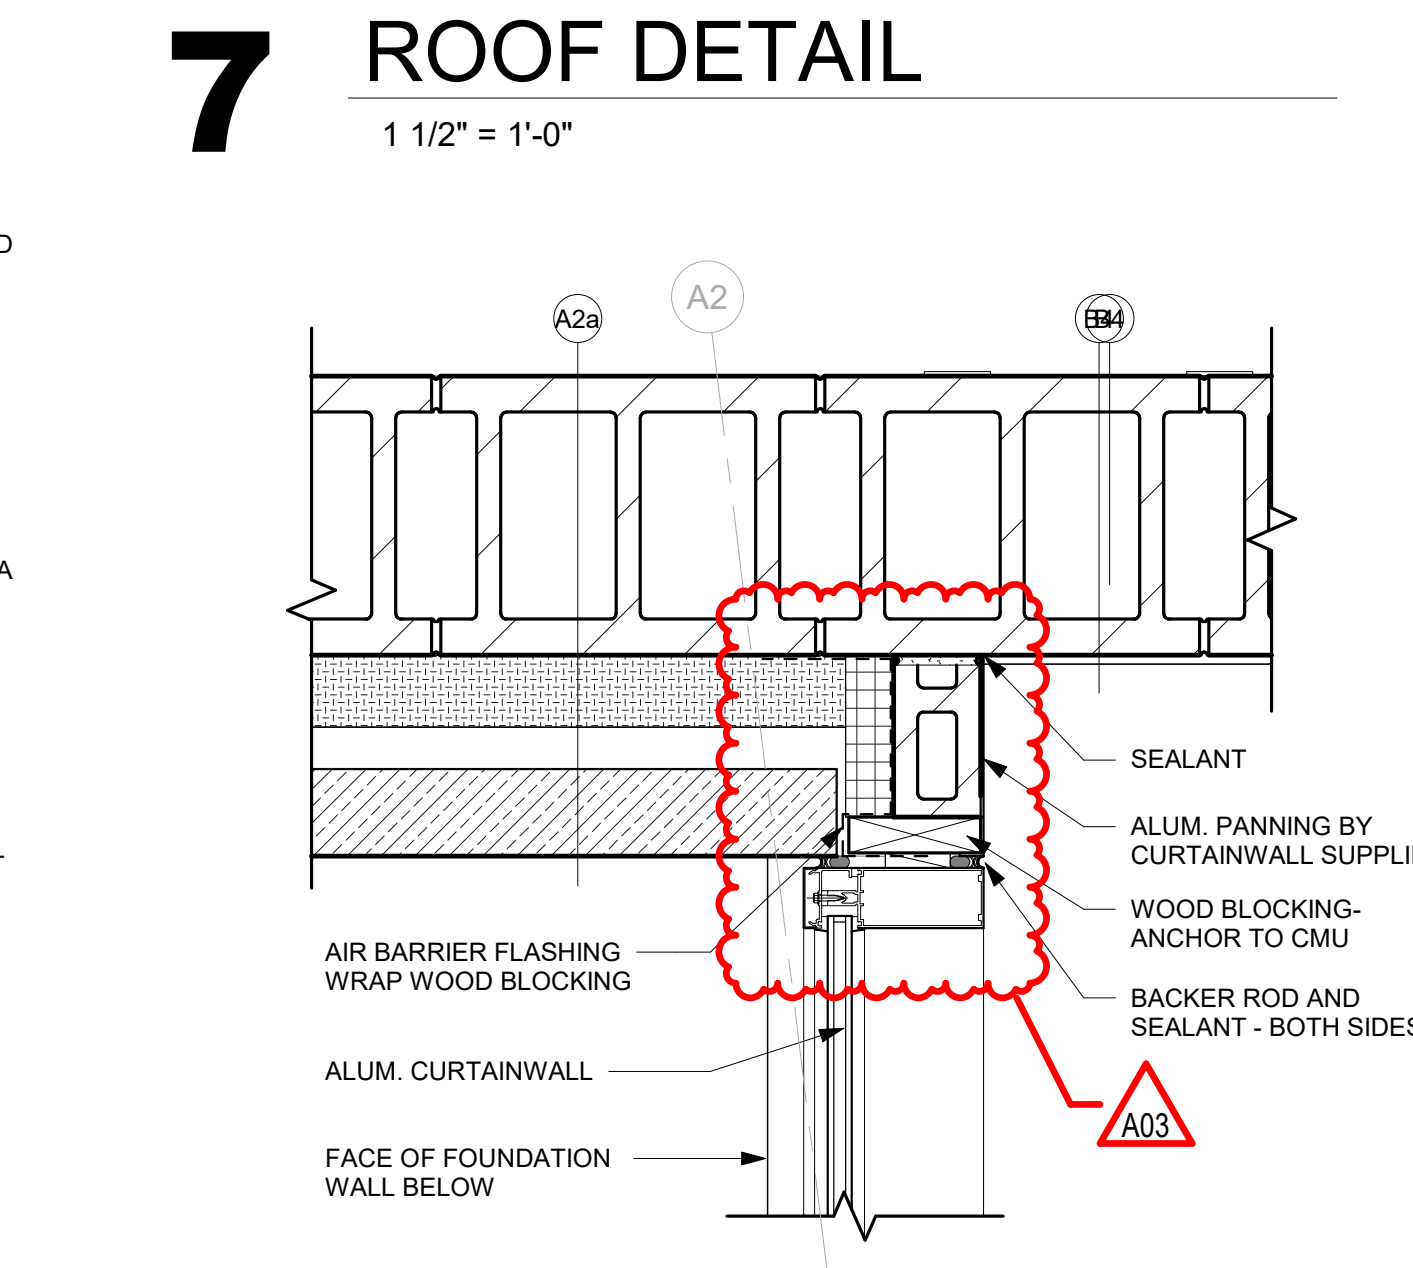 7 ROOF DETAIL
1 1/2" = 1'-0"
D
A2
A2a
B4
A
SEALANT
ALUM. PANNING BY
CURTAINWALL SUPPLI
WOOD BLOCKING-
ANCHOR TO CMU
BACKER ROD AND
SEALANT - BOTH SIDES
AIR BARRIER FLASHING
WRAP WOOD BLOCKING
ALUM. CURTAINWALL
A03
FACE OF FOUNDATION
WALL BELOW